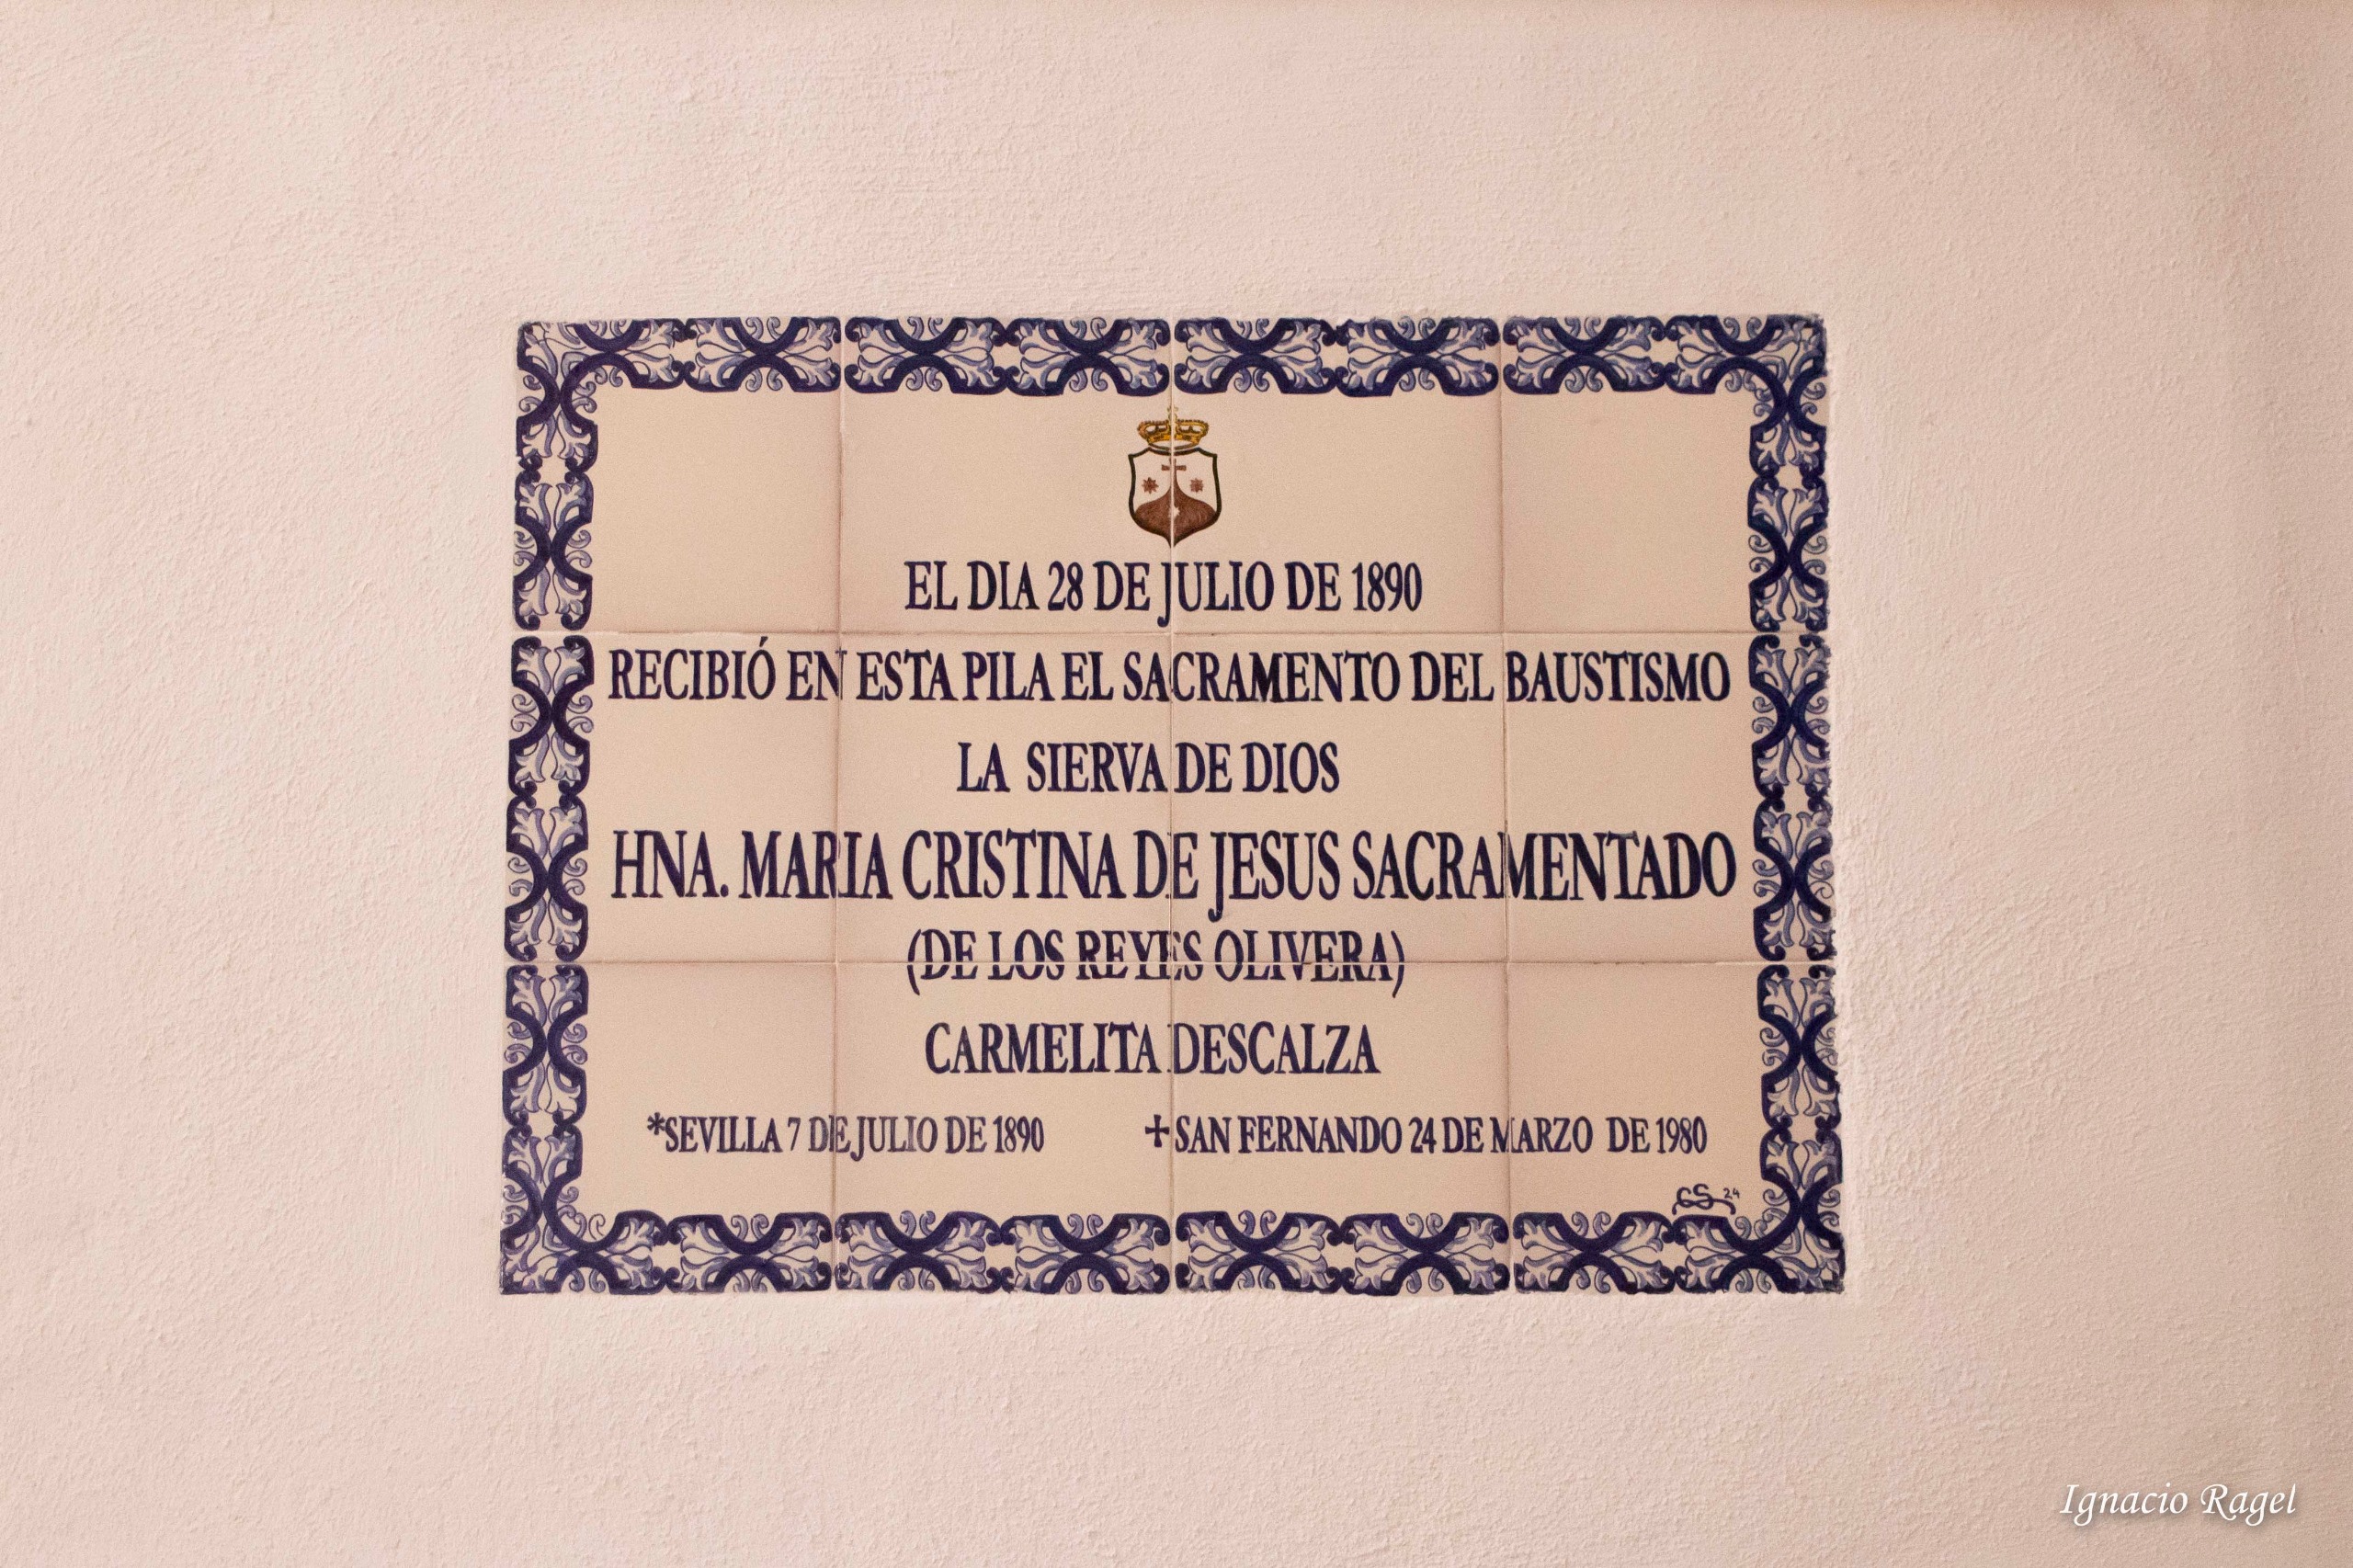 EL DIA 28 DE JULIO DE 1890
RECIBIÓ EN ESTA PILA EL SACRAMENTO DEL BAUSTISMO
LA SIERVA DE DIOS
HNA. MARIA CRISTINA DE JESUS SACRAMENTADO
(DE LOS REYES OLIVERA)
CARMELITA DESCALZA
*SEVILLA 7 DE JULIO DE 1890 ✝SAN FERNANDO 24 DE MARZO DE 1980
CS 24
Ignacio Ragel